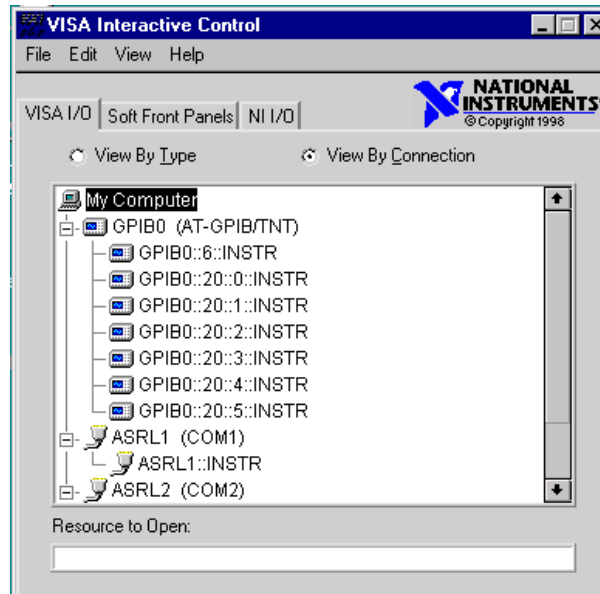 VISA Interactive Control
File Edit View Help
NATIONAL
INSTRUMENTS
© Copyright 1998
VISA I/O Soft Front Panels NI I/O
View By Type View By Connection
My Computer
GPIB0 (AT-GPIB/TNT)
GPIB0::6::INSTR
GPIB0::20::0::INSTR
GPIB0::20::1::INSTR
GPIB0::20::2::INSTR
GPIB0::20::3::INSTR
GPIB0::20::4::INSTR
GPIB0::20::5::INSTR
ASRL1 (COM1)
ASRL1::INSTR
ASRL2 (COM2)
Resource to Open: